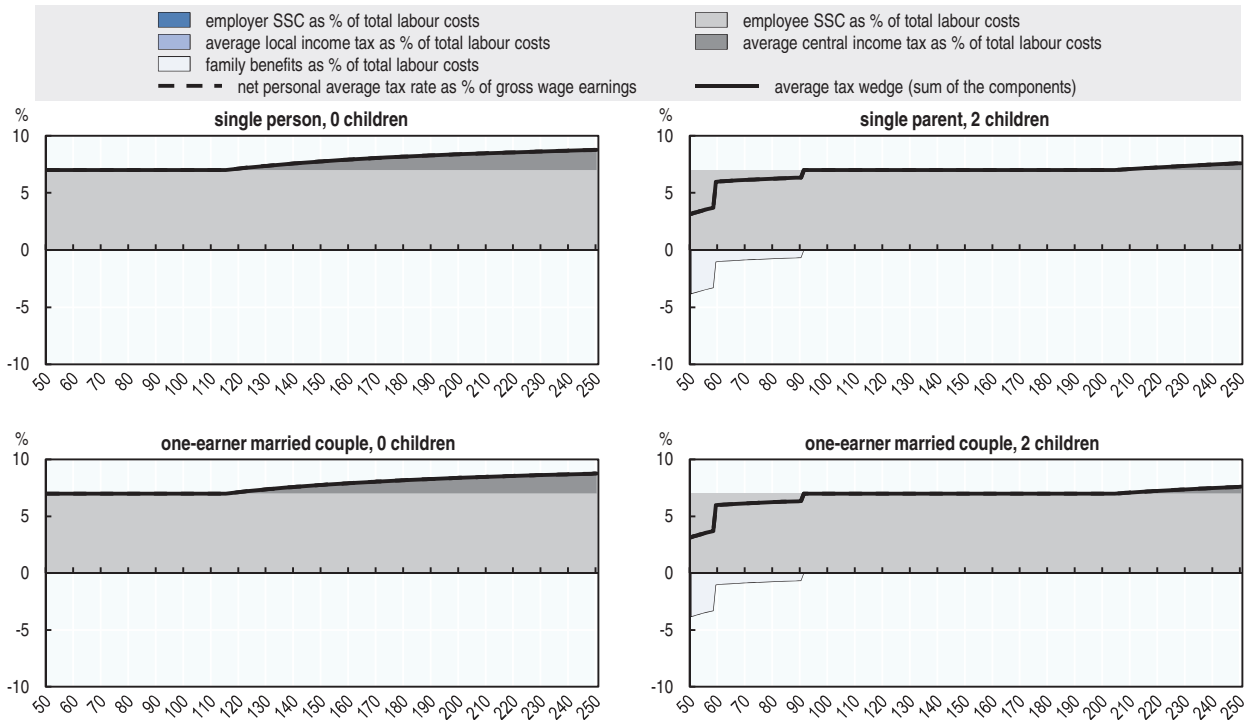 employer SSC as % of total labour costs
employee SSC as % of total labour costs
average local income tax as % of total labour costs
average central income tax as % of total labour costs
family benefits as % of total labour costs
net personal average tax rate as % of gross wage earnings
average tax wedge (sum of the components)
%
single person, 0 children
10
5
0
-5
-10
50 60 70 80 90 100 110 120 130 140 150 160 170 180 190 200 210 220 230 240 250
%
single parent, 2 children
10
5
0
-5
-10
50 60 70 80 90 100 110 120 130 140 150 160 170 180 190 200 210 220 230 240 250
%
one-earner married couple, 0 children
10
5
0
-5
-10
50 60 70 80 90 100 110 120 130 140 150 160 170 180 190 200 210 220 230 240 250
%
one-earner married couple, 2 children
10
5
0
-5
-10
50 60 70 80 90 100 110 120 130 140 150 160 170 180 190 200 210 220 230 240 250